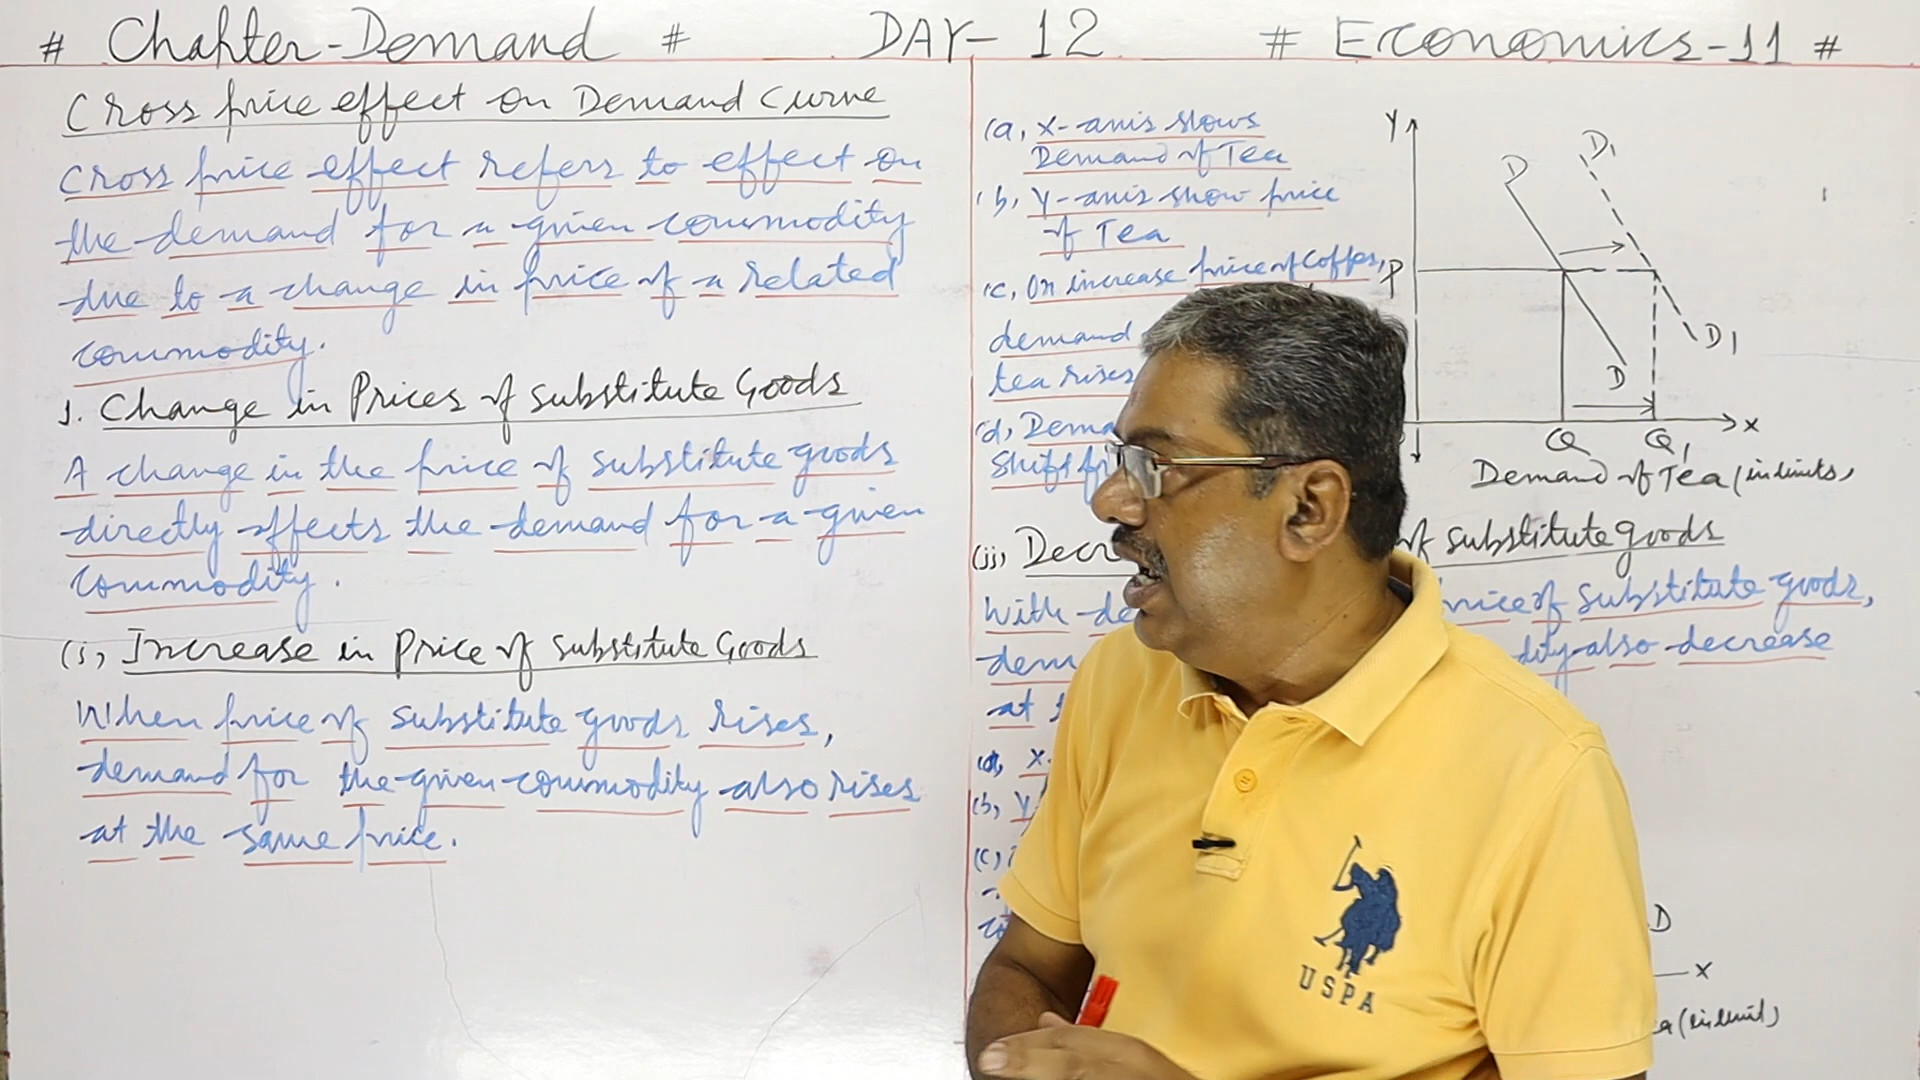 # Chapter-Demand # DAY-12 # Economics-11 #
Cross price effect on Demand Curve
Cross price effect refers to effect on
the demand for a given commodity
due to a change in price of a related
commodity.
1. Change in Prices of substitute Goods
A change in the price of substitute goods
directly affects the demand for a given
commodity.
(i) Increase in Price of substitute Goods
When price of substitute goods rises,
demand for the given commodity also rises
at the same price.
(a) X-axis shows
Demand of Tea
(b) Y-axis show price
of Tea
(c) On increase price of Coffee,
demand
tea rises
(d) Dema
Shift fr
Y
D
D1
P
D
D1
Q Q1 X
Demand of Tea (in units)
(ii) Decr of substitute goods
With de price of substitute goods,
dem dity also decrease
at
(a) X-
(b) Y
(c)
D
X
a (in unit)
USPA